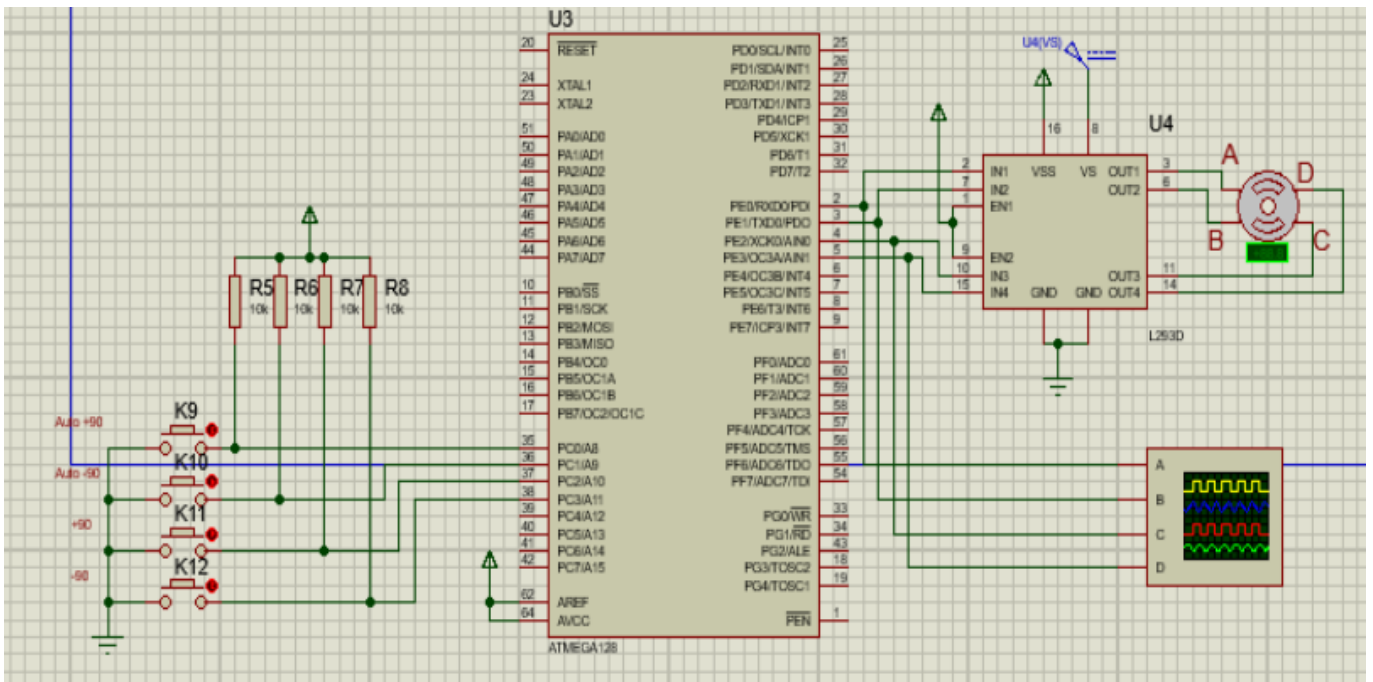 U3
20 RESET
24 XTAL1
23 XTAL2
51 PA0/AD0
50 PA1/AD1
49 PA2/AD2
48 PA3/AD3
47 PA4/AD4
46 PA5/AD5
45 PA6/AD6
44 PA7/AD7
10 PB0/SS
11 PB1/SCK
12 PB2/MOSI
13 PB3/MISO
14 PB4/OC0
15 PB5/OC1A
16 PB6/OC1B
17 PB7/OC2/OC1C
35 PC0/A8
36 PC1/A9
37 PC2/A10
38 PC3/A11
39 PC4/A12
40 PC5/A13
41 PC6/A14
42 PC7/A15
62 AREF
64 AVCC
PD0/SCL/INT0 25
PD1/SDA/INT1 26
PD2/RXD1/INT2 27
PD3/TXD1/INT3 28
PD4/ICP1 29
PD5/XCK1 30
PD6/T1 31
PD7/T2 32
PE0/RXD0/PDI 2
PE1/TXD0/PDO 3
PE2/XCK0/AIN0 4
PE3/OC3A/AIN1 5
PE4/OC3B/INT4 6
PE5/OC3C/INT5 7
PE6/T3/INT6 8
PE7/ICP3/INT7 9
PF0/ADC0 61
PF1/ADC1 60
PF2/ADC2 59
PF3/ADC3 58
PF4/ADC4/TCK 57
PF5/ADC5/TMS 56
PF6/ADC6/TDO 55
PF7/ADC7/TDI 54
PG0/WR 33
PG1/RD 34
PG2/ALE 43
PG3/TOSC2 18
PG4/TOSC1 19
PEN 1
ATMEGA128
R5 R6 R7 R8
10k 10k 10k 10k
K9
Auto +90
K10
Auto -90
K11
+90
K12
-90
U4(VS)
U4
16 8
2 IN1 VSS VS OUT1 3
7 IN2 OUT2 6
1 EN1
9 EN2
10 IN3 OUT3 11
15 IN4 GND GND OUT4 14
L293D
A
D
B
C
A
B
C
D